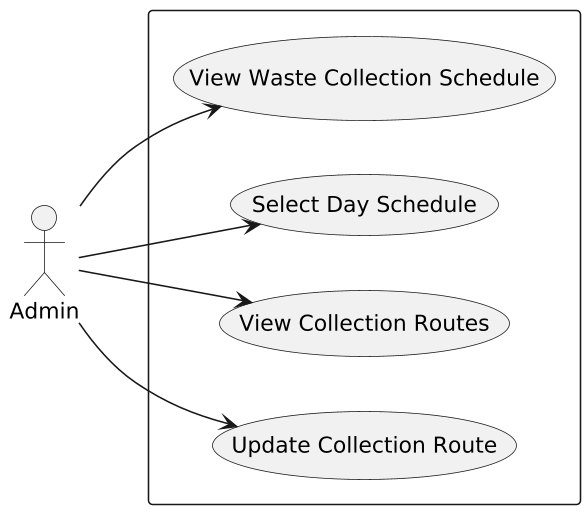 View Waste Collection Schedule
Select Day Schedule
Admin
View Collection Routes
Update Collection Route